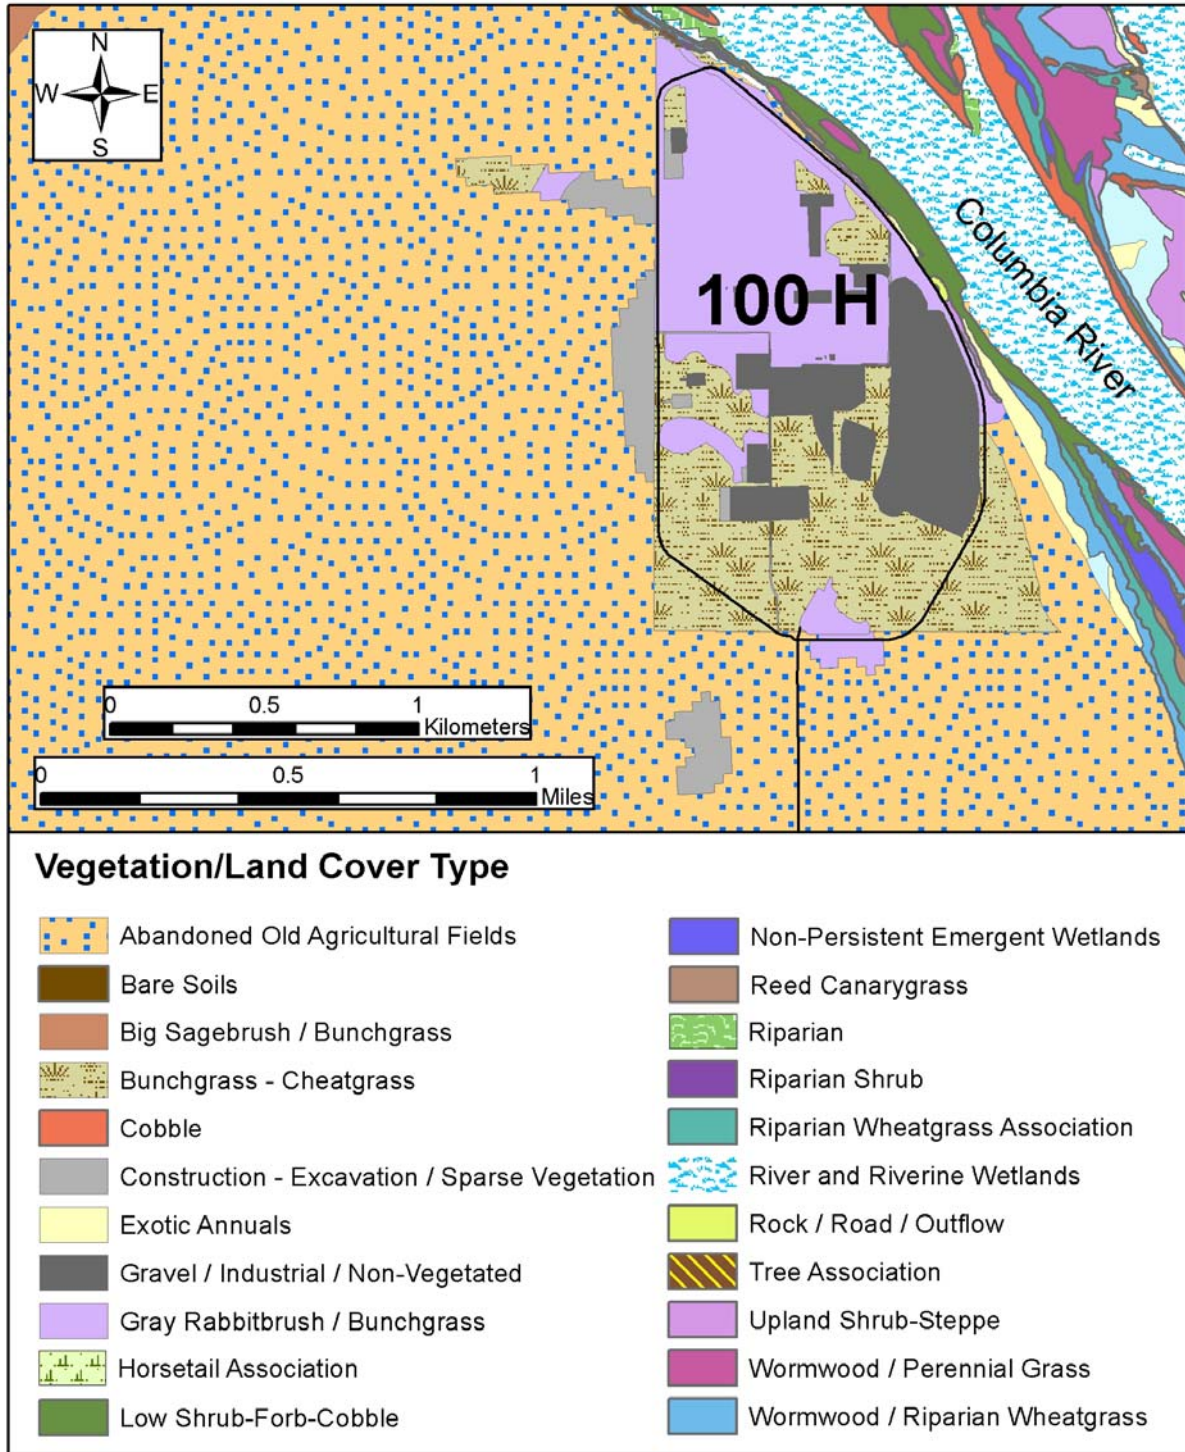 N
W E
S
Columbia River
100 H
0 0.5 1
Kilometers
0 0.5 1
Miles
Vegetation/Land Cover Type
Abandoned Old Agricultural Fields
Bare Soils
Big Sagebrush / Bunchgrass
Bunchgrass - Cheatgrass
Cobble
Construction - Excavation / Sparse Vegetation
Exotic Annuals
Gravel / Industrial / Non-Vegetated
Gray Rabbitbrush / Bunchgrass
Horsetail Association
Low Shrub-Forb-Cobble
Non-Persistent Emergent Wetlands
Reed Canarygrass
Riparian
Riparian Shrub
Riparian Wheatgrass Association
River and Riverine Wetlands
Rock / Road / Outflow
Tree Association
Upland Shrub-Steppe
Wormwood / Perennial Grass
Wormwood / Riparian Wheatgrass